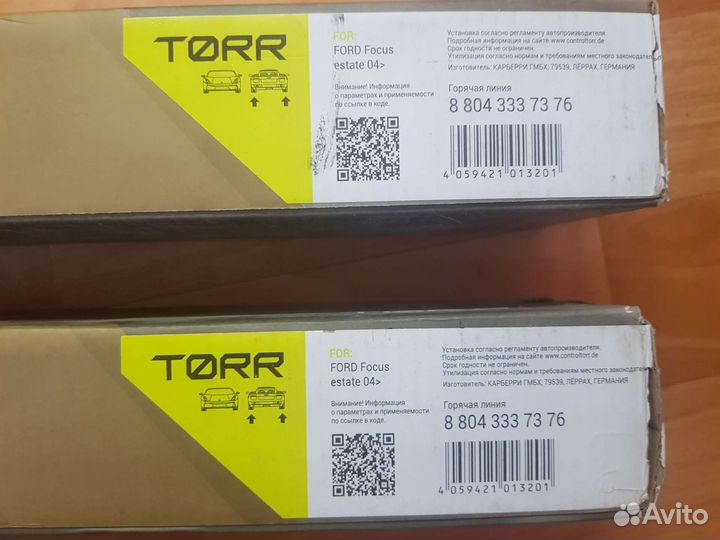 TØRR
FOR:
FORD Focus
estate 04>
Внимание! Информация
о параметрах и применяемости
по ссылке в коде.
Установка согласно регламенту автопроизводителя.
Подробная информация на сайте www.controltorr.de
Срок годности не ограничен.
Утилизация согласно нормам и требованиям местного законодател
Изготовитель: КАРБЕРРИ ГМБХ, 79539, ЛЁРРАХ, ГЕРМАНИЯ
Горячая линия
8 804 333 73 76
4 059421 013201
TØRR
FOR:
FORD Focus
estate 04>
Внимание! Информация
о параметрах и применяемости
по ссылке в коде.
Установка согласно регламенту автопроизводителя.
Подробная информация на сайте www.controltorr.de
Срок годности не ограничен.
Утилизация согласно нормам и требованиям местного законодател
Изготовитель: КАРБЕРРИ ГМБХ, 79539, ЛЁРРАХ, ГЕРМАНИЯ
Горячая линия
8 804 333 73 76
4 059421 013201
Avito